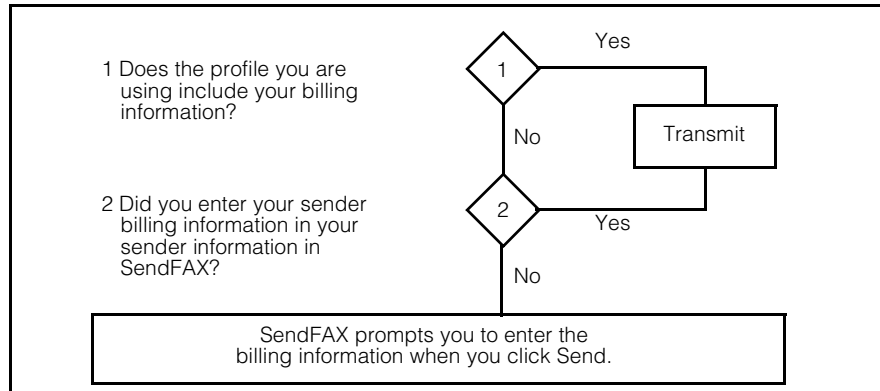 1 Does the profile you are
using include your billing
information?
1
Yes
No
Transmit
2 Did you enter your sender
billing information in your
sender information in
SendFAX?
2
Yes
No
SendFAX prompts you to enter the
billing information when you click Send.